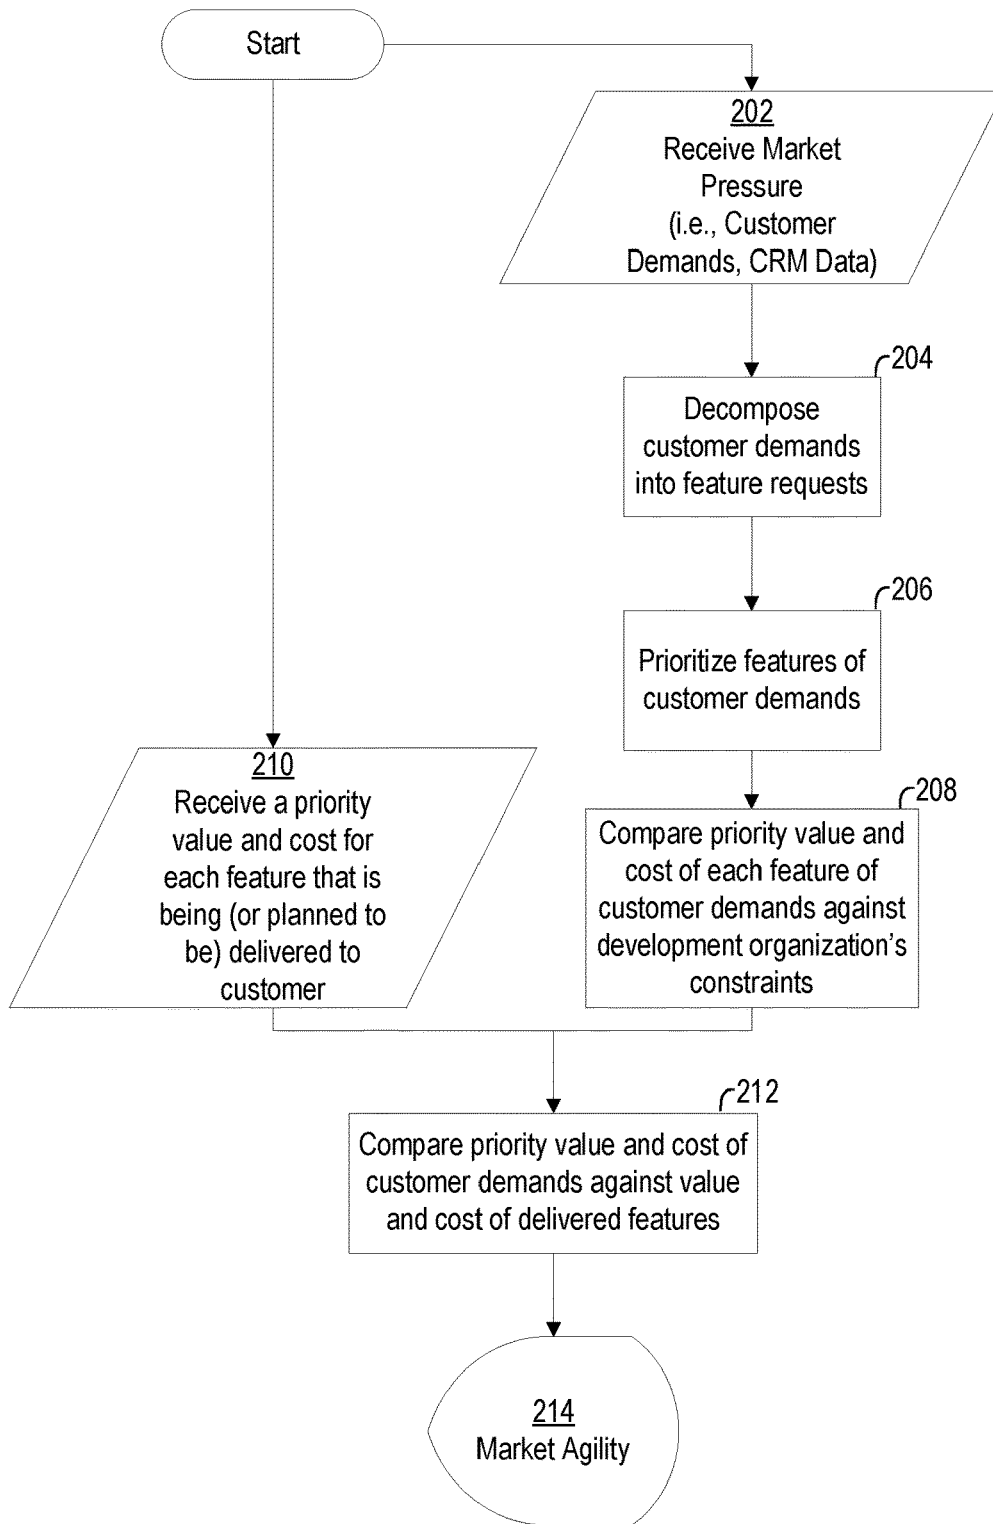 Start
202
Receive Market
Pressure
(i.e., Customer
Demands, CRM Data)
204
Decompose
customer demands
into feature requests
206
Prioritize features of
customer demands
208
Compare priority value and
cost of each feature of
customer demands against
development organization's
constraints
210
Receive a priority
value and cost for
each feature that is
being (or planned to
be) delivered to
customer
212
Compare priority value and cost of
customer demands against value
and cost of delivered features
214
Market Agility